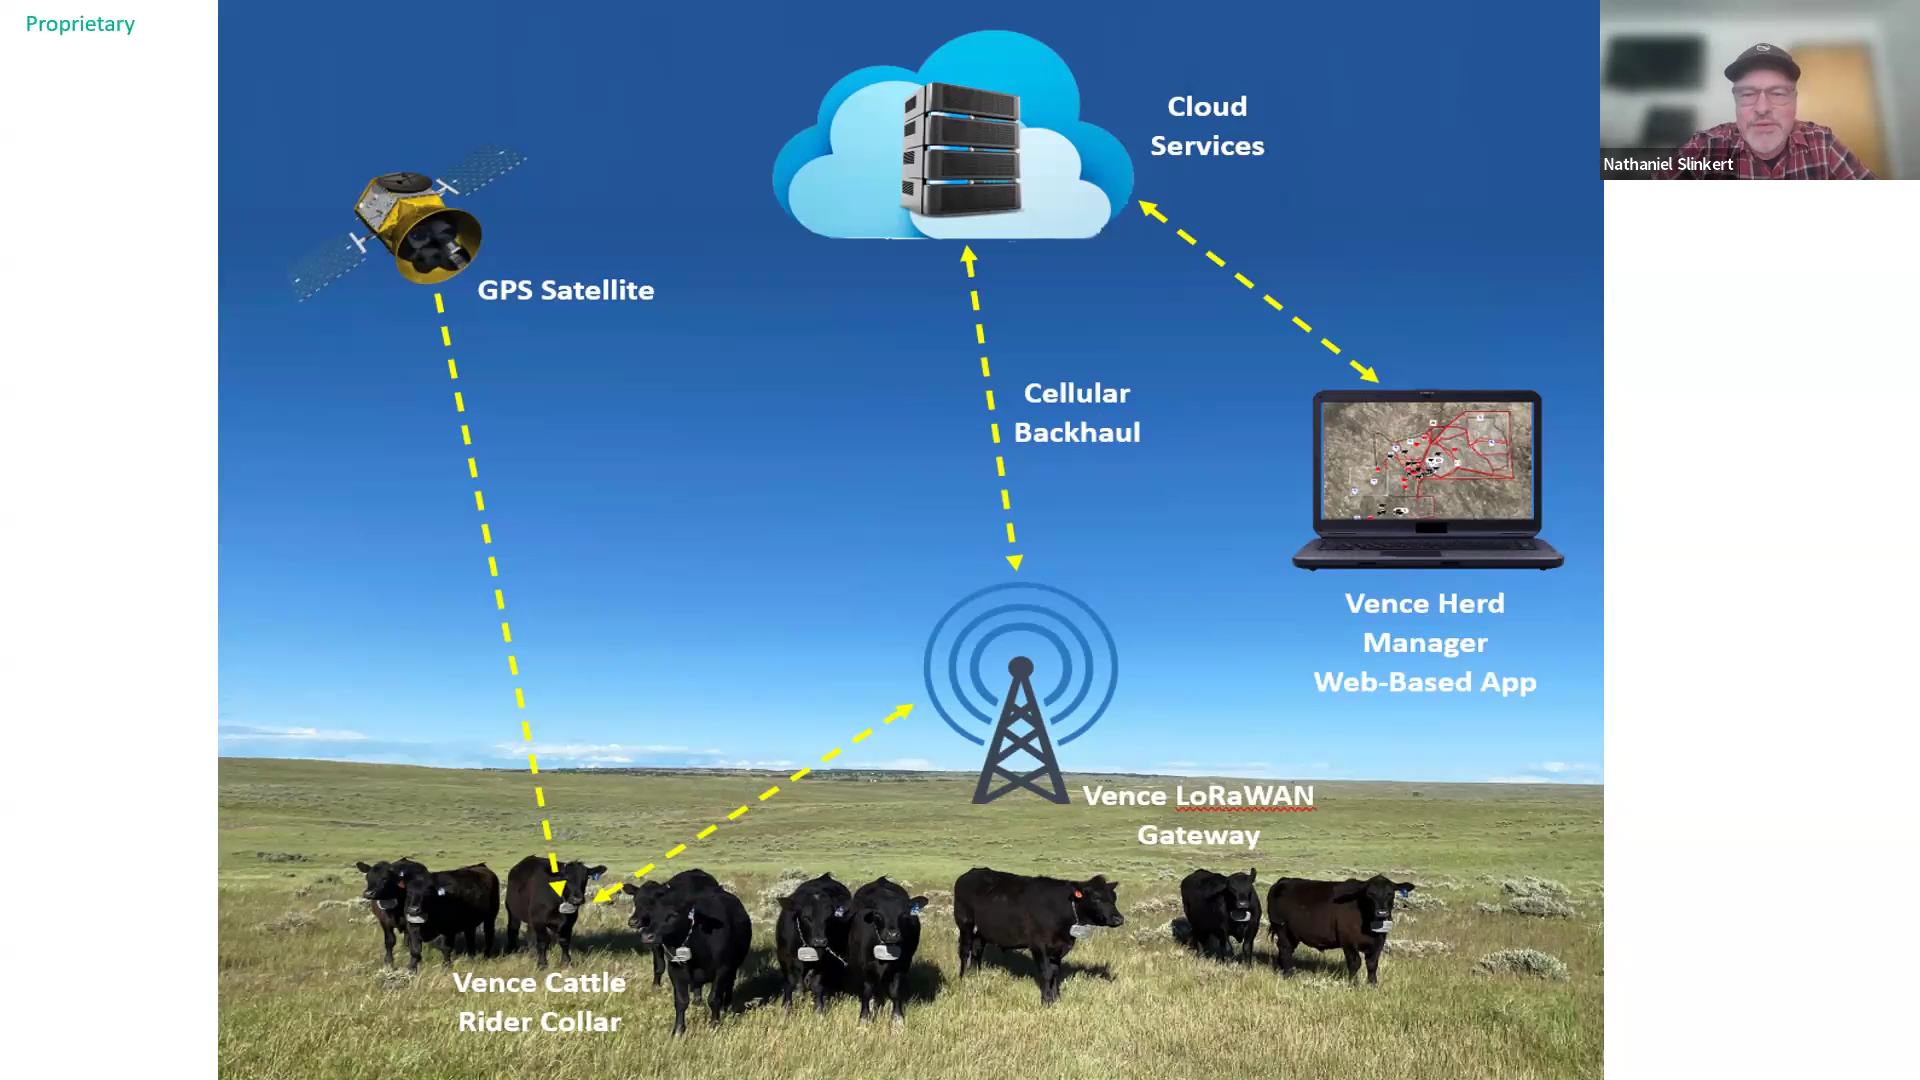 Proprietary
Cloud
Services
Nathaniel Slinkert
GPS Satellite
Cellular
Backhaul
Vence Herd
Manager
Web-Based App
Vence LoRaWAN
Gateway
Vence Cattle
Rider Collar